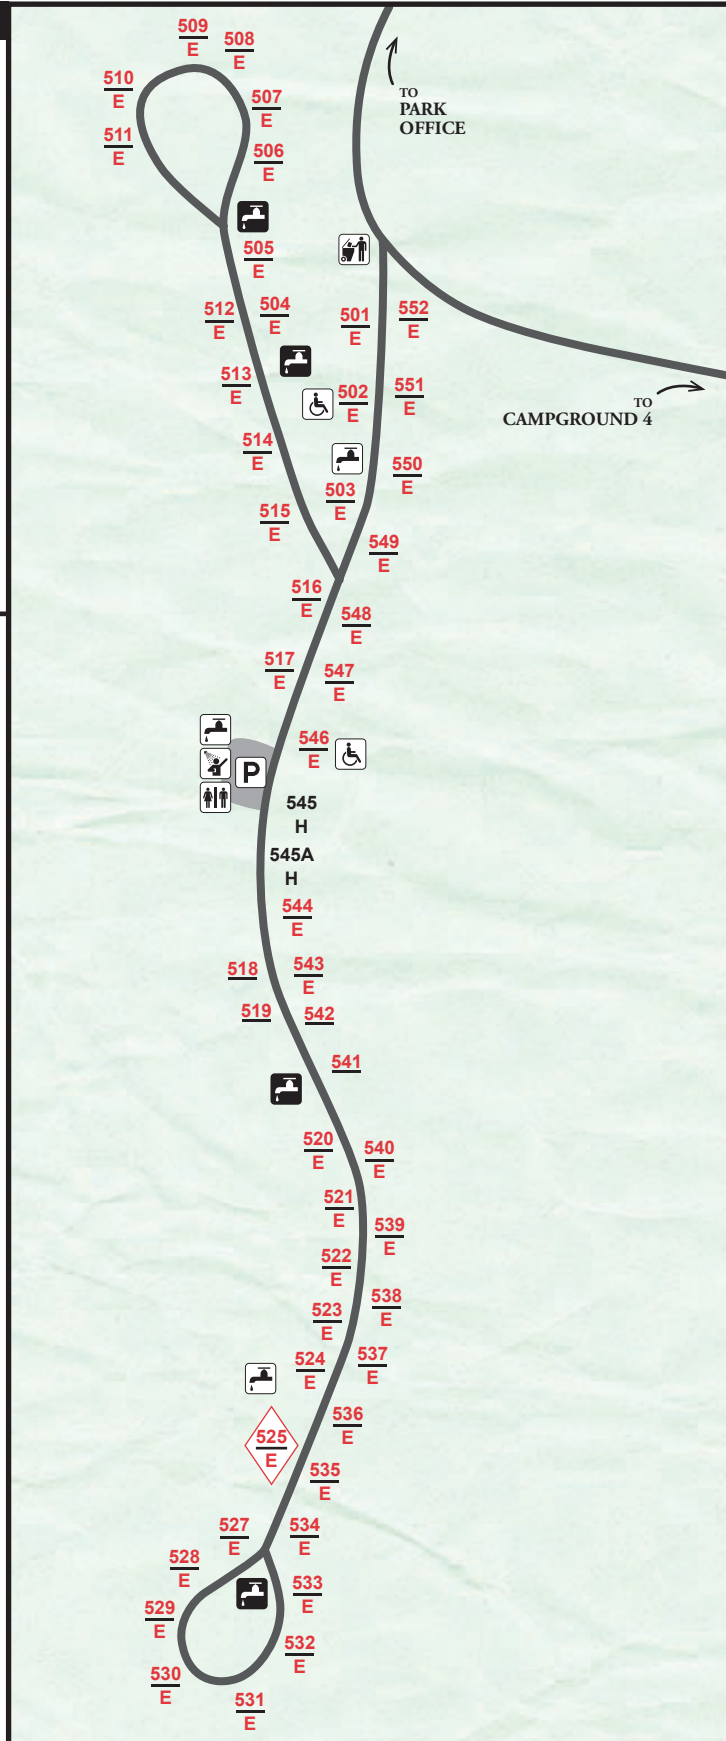 509
E
508
E
510
E
507
E
511
E
506
E
TO
PARK
OFFICE
505
E
512
E
504
E
501
E
552
E
513
E
502
E
551
E
TO
CAMPGROUND 4
514
E
503
E
550
E
515
E
549
E
516
E
548
E
517
E
547
E
546
E
P
545
H
545A
H
544
E
518
543
E
519
542
541
520
E
540
E
521
E
539
E
522
E
538
E
523
E
537
E
524
E
536
E
525
E
535
E
527
E
534
E
528
E
533
E
529
E
532
E
530
E
531
E